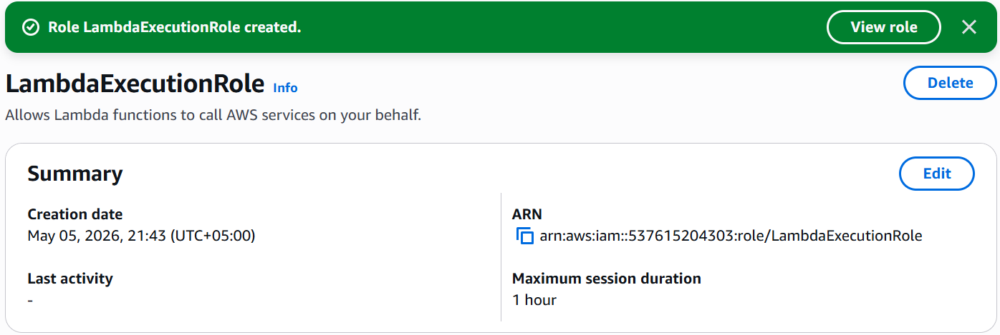 Role LambdaExecutionRole created.
View role
LambdaExecutionRole Info
Delete
Allows Lambda functions to call AWS services on your behalf.
Summary
Edit
Creation date
May 05, 2026, 21:43 (UTC+05:00)
ARN
arn:aws:iam::537615204303:role/LambdaExecutionRole
Last activity
-
Maximum session duration
1 hour